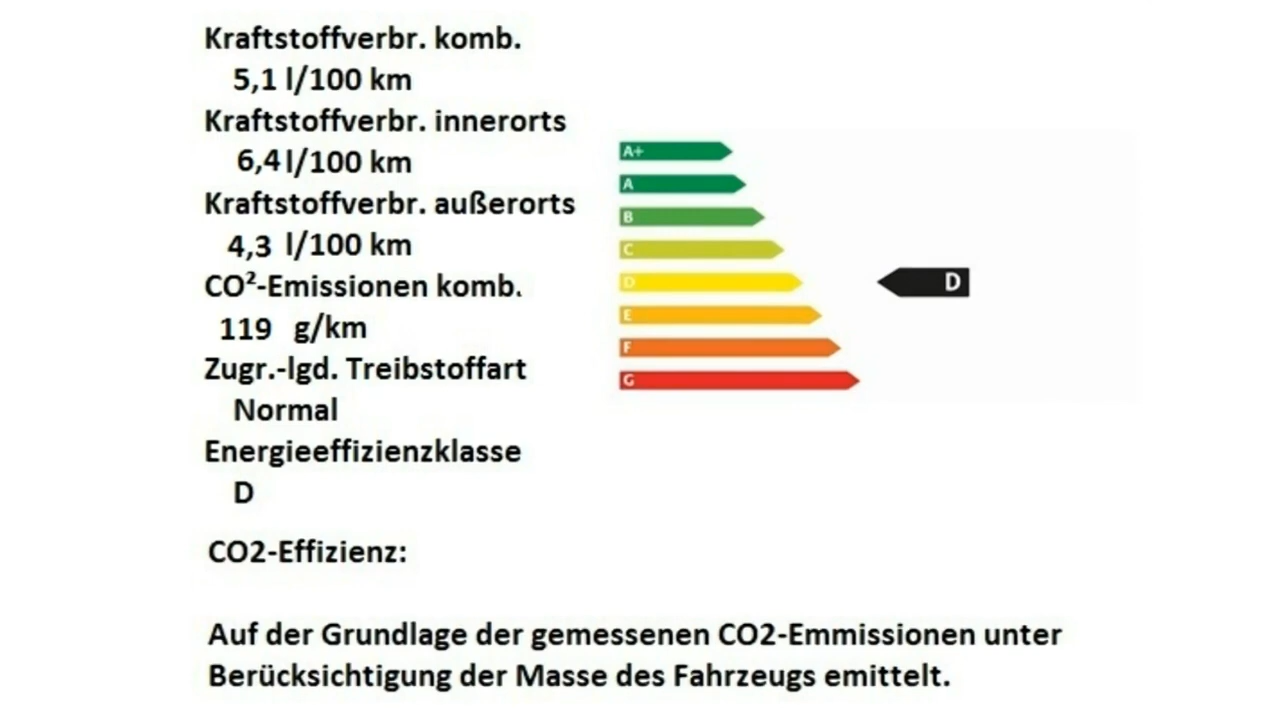 Kraftstoffverbr. komb.
5,1 l/100 km
Kraftstoffverbr. innerorts
6,4 l/100 km
Kraftstoffverbr. außerorts
4,3 l/100 km
CO²-Emissionen komb.
119 g/km
Zugr.-lgd. Treibstoffart
Normal
Energieeffizienzklasse
D
A+
A
B
C
D
D
E
F
G
CO2-Effizienz:
Auf der Grundlage der gemessenen CO2-Emmissionen unter
Berücksichtigung der Masse des Fahrzeugs emittelt.